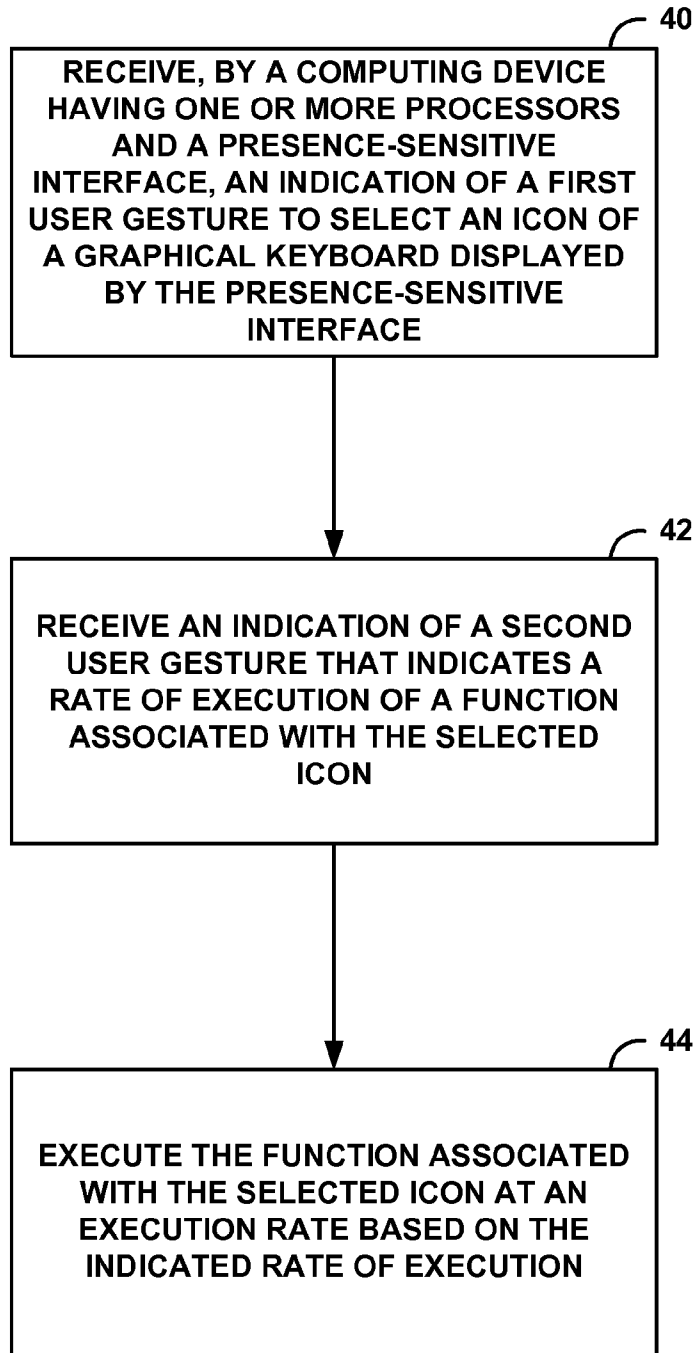 40
RECEIVE, BY A COMPUTING DEVICE
HAVING ONE OR MORE PROCESSORS
AND A PRESENCE-SENSITIVE
INTERFACE, AN INDICATION OF A FIRST
USER GESTURE TO SELECT AN ICON OF
A GRAPHICAL KEYBOARD DISPLAYED
BY THE PRESENCE-SENSITIVE
INTERFACE
42
RECEIVE AN INDICATION OF A SECOND
USER GESTURE THAT INDICATES A
RATE OF EXECUTION OF A FUNCTION
ASSOCIATED WITH THE SELECTED
ICON
44
EXECUTE THE FUNCTION ASSOCIATED
WITH THE SELECTED ICON AT AN
EXECUTION RATE BASED ON THE
INDICATED RATE OF EXECUTION